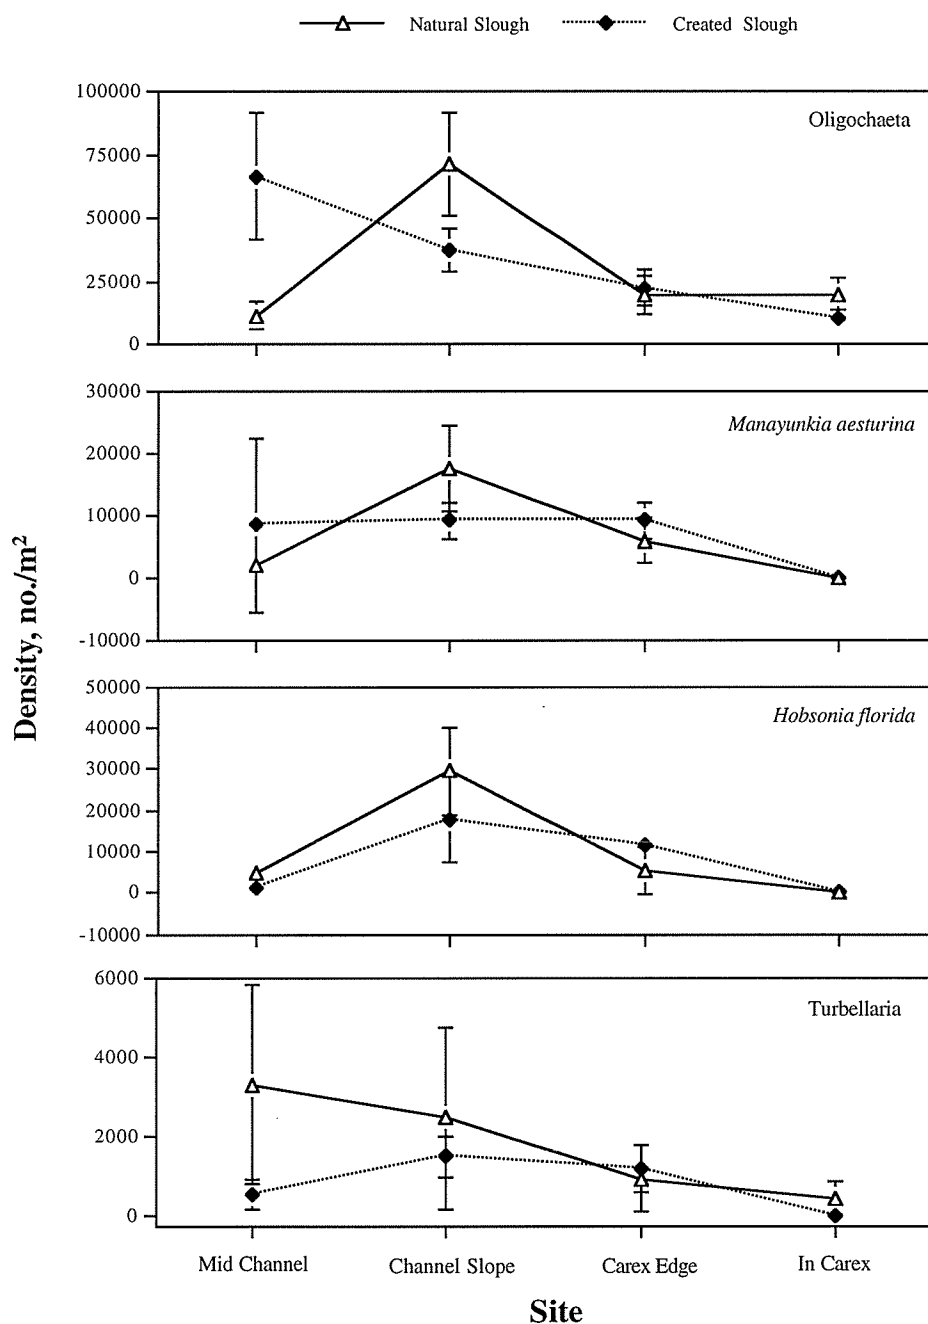 Natural Slough Created Slough
100000
Oligochaeta
75000
50000
25000
0
30000
Manayunkia aesturina
20000
10000
0
-10000
50000
Hobsonia florida
40000
30000
20000
10000
0
-10000
6000
Turbellaria
4000
2000
0
Density, no./m²
Mid Channel Channel Slope Carex Edge In Carex
Site